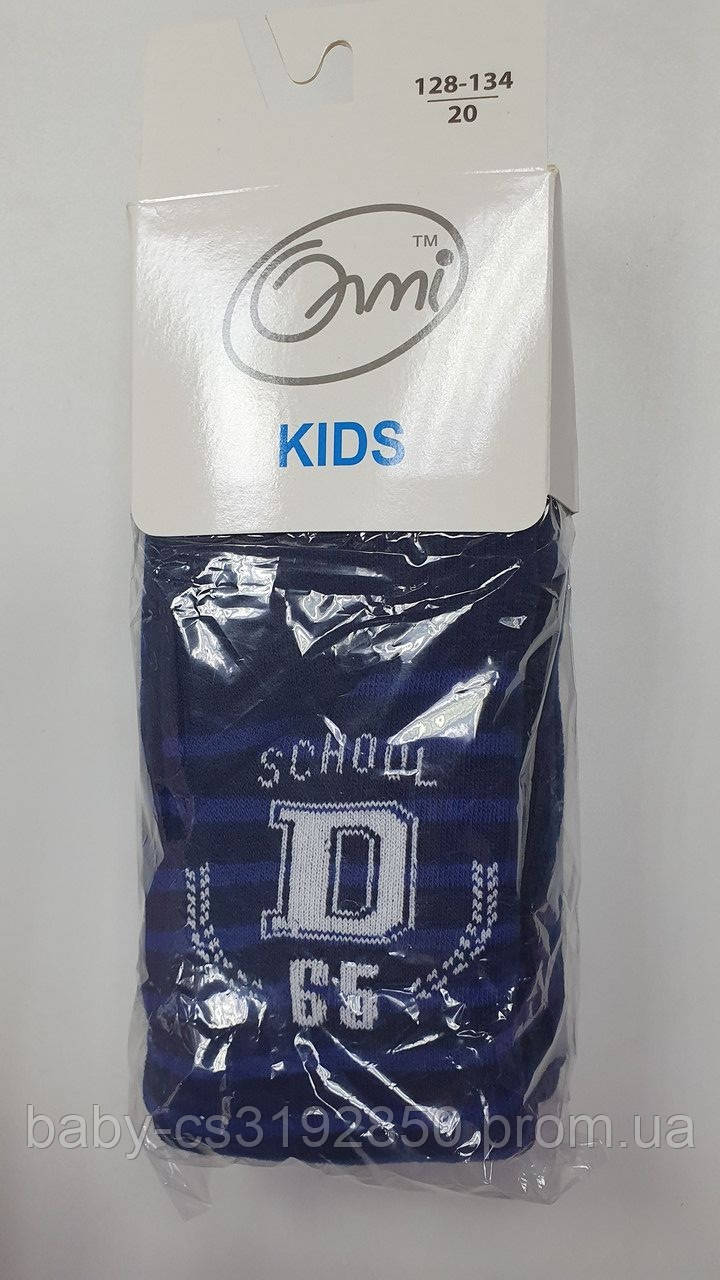 128-134
20
TM
Omi
KIDS
SCHOOL
D
65
baby-cs3192850.prom.ua